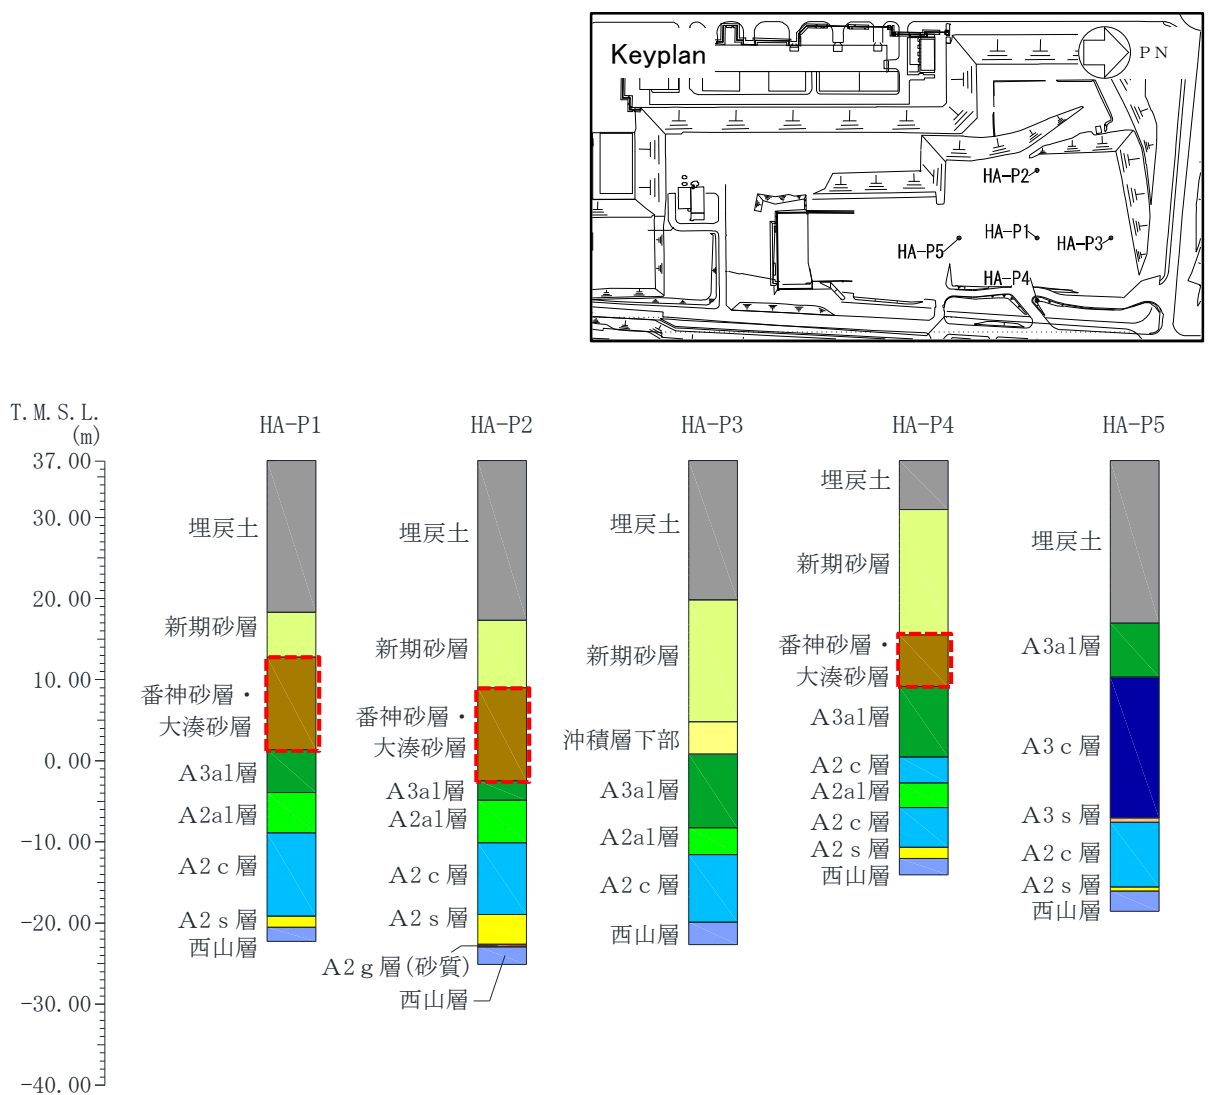 Keyplan
PN
HA-P2
HA-P1
HA-P3
HA-P5
HA-P4
T.M.S.L.
(m)
37.00
30.00
20.00
10.00
0.00
-10.00
-20.00
-30.00
-40.00
HA-P1
埋戻土
新期砂層
番神砂層・
大湊砂層
A3al層
A2al層
A2c層
A2s層
西山層
HA-P2
埋戻土
新期砂層
番神砂層・
大湊砂層
A3al層
A2al層
A2c層
A2s層
A2g層(砂質)
西山層
HA-P3
埋戻土
新期砂層
沖積層下部
A3al層
A2al層
A2c層
西山層
HA-P4
埋戻土
新期砂層
番神砂層・
大湊砂層
A3al層
A2c層
A2al層
A2c層
A2s層
西山層
HA-P5
埋戻土
A3al層
A3c層
A3s層
A2c層
A2s層
西山層